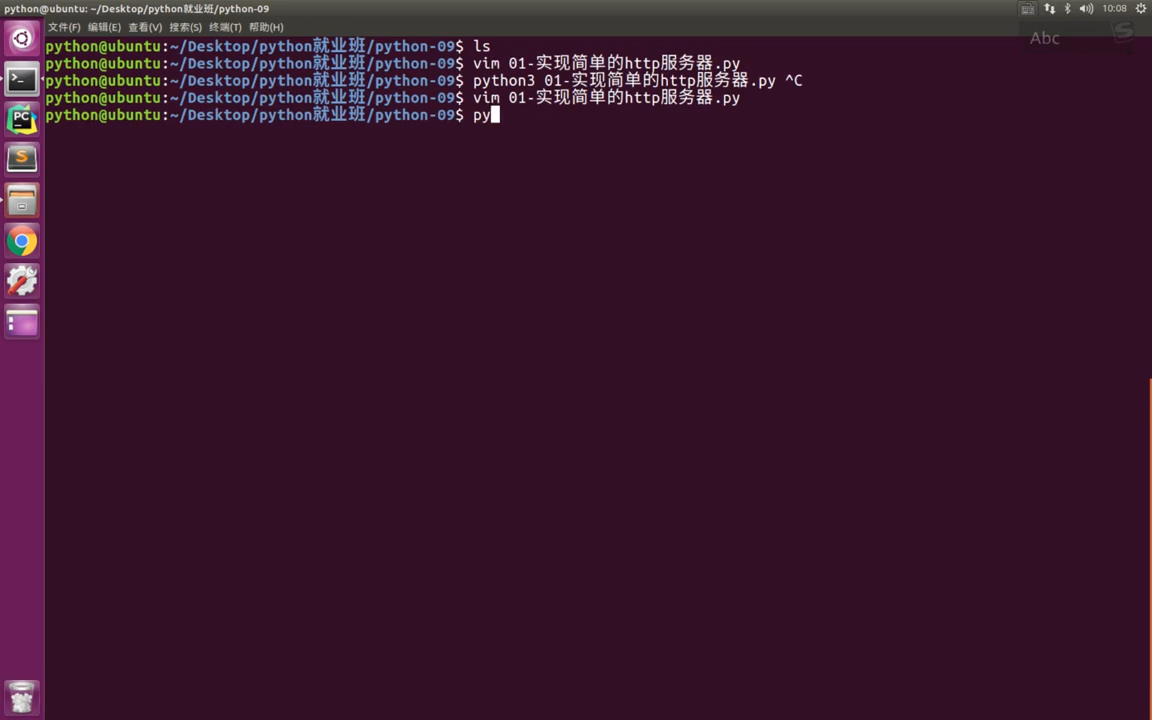 python@ubuntu: ~/Desktop/python就业班/python-09
10:08
文件(F) 编辑(E) 查看(V) 搜索(S) 终端(T) 帮助(H)
Abc
python@ubuntu:~/Desktop/python就业班/python-09$ ls
python@ubuntu:~/Desktop/python就业班/python-09$ vim 01-实现简单的http服务器.py
python@ubuntu:~/Desktop/python就业班/python-09$ python3 01-实现简单的http服务器.py ^C
python@ubuntu:~/Desktop/python就业班/python-09$ vim 01-实现简单的http服务器.py
python@ubuntu:~/Desktop/python就业班/python-09$ py
PC
S